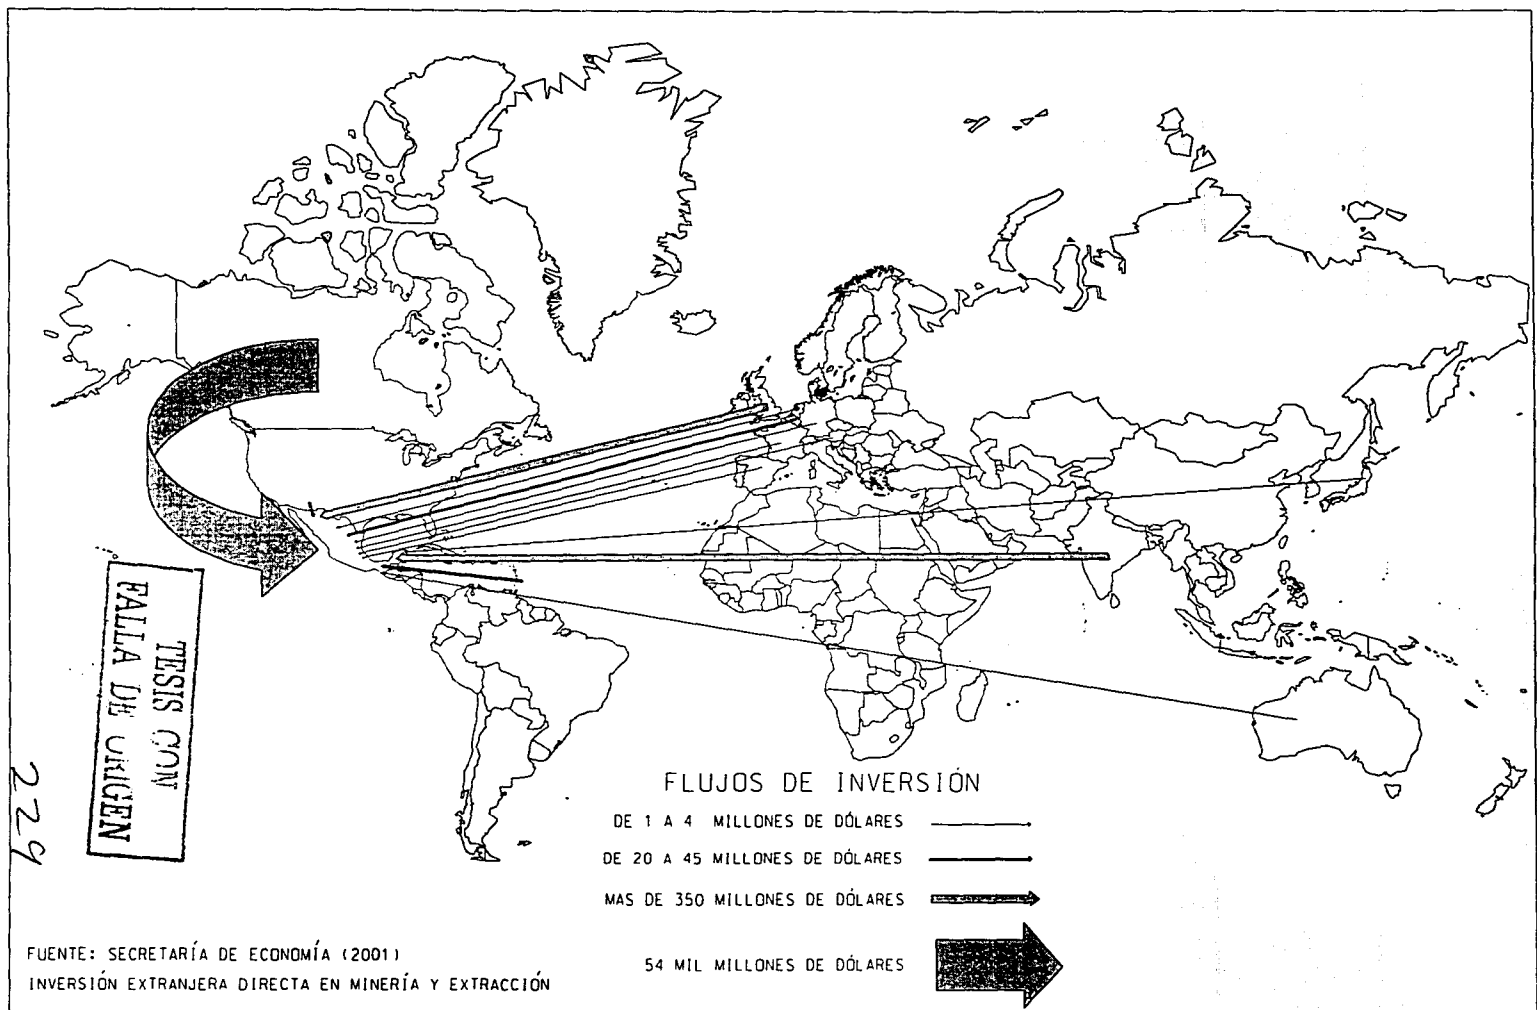 FLUJOS DE INVERSIÓN
DE 1 A 4 MILLONES DE DÓLARES
DE 20 A 45 MILLONES DE DÓLARES
MAS DE 350 MILLONES DE DÓLARES
54 MIL MILLONES DE DÓLARES
FUENTE: SECRETARÍA DE ECONOMÍA (2001)
INVERSIÓN EXTRANJERA DIRECTA EN MINERÍA Y EXTRACCIÓN
TESIS CON
FALLA DE ORIGEN
229